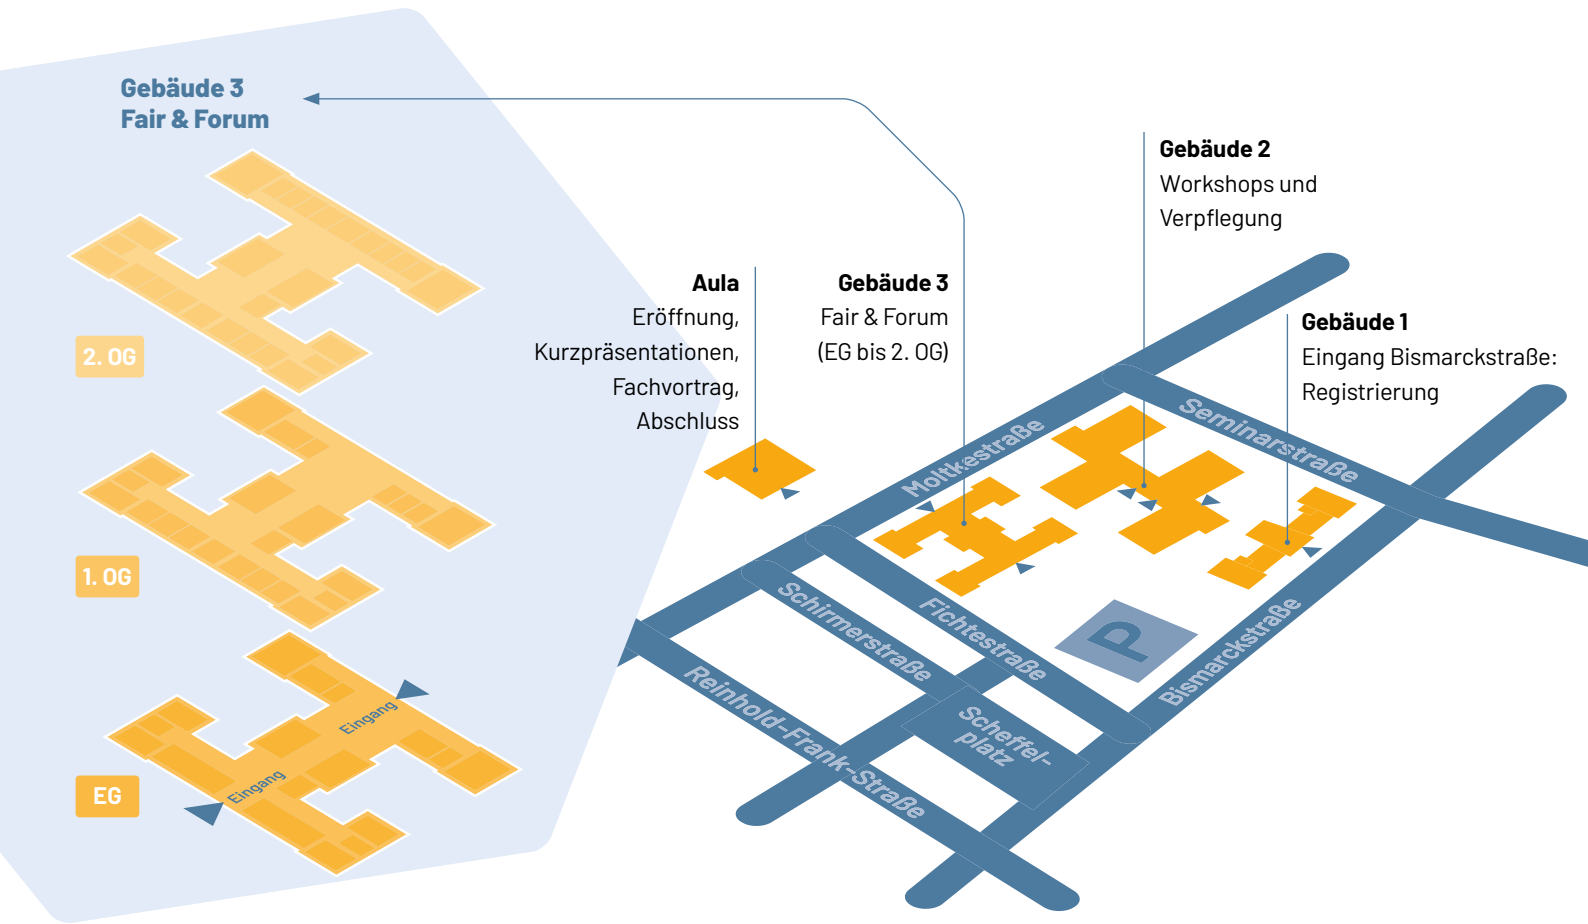 Gebäude 3
Fair & Forum
2. OG
1. OG
EG
Eingang
Eingang
Aula
Eröffnung,
Kurzpräsentationen,
Fachvortrag,
Abschluss
Gebäude 3
Fair & Forum
(EG bis 2. OG)
Gebäude 2
Workshops und
Verpflegung
Gebäude 1
Eingang Bismarckstraße:
Registrierung
Moltkestraße
Seminarstraße
Fichtestraße
Schirmerstraße
Reinhold-Frank-Straße
Scheffel-
platz
Bismarckstraße
P